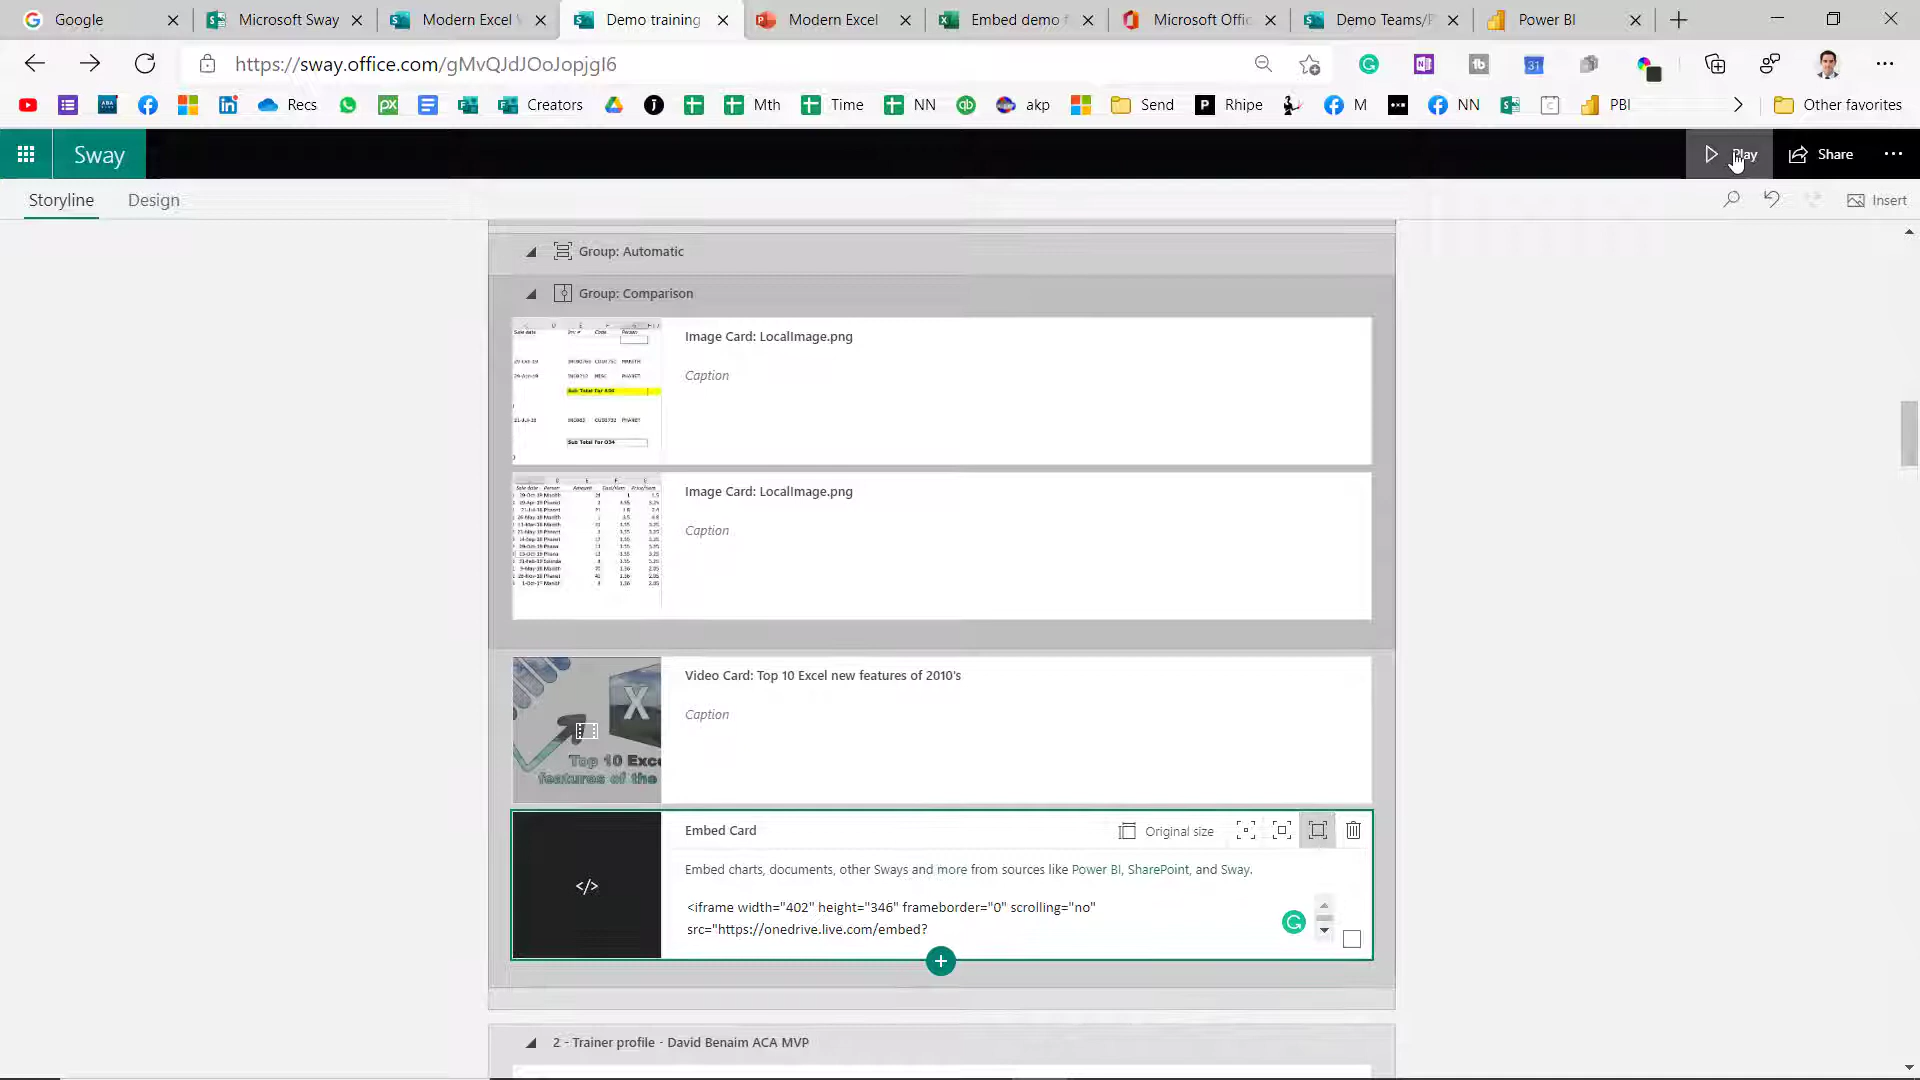 Google
Microsoft Sway
Modern Excel
Demo training
Modern Excel
Embed demo f
Microsoft Offic
Demo Teams/P
Power BI
https://sway.office.com/gMvQJdJOoJopjgI6
Recs
Creators
Mth
Time
NN
akp
Send
Rhipe
M
NN
PBI
Other favorites
Sway
Play
Share
Storyline
Design
Insert
Group: Automatic
Group: Comparison
Image Card: LocalImage.png
Caption
Image Card: LocalImage.png
Caption
Video Card: Top 10 Excel new features of 2010's
Caption
Top 10 Exce
features of the
Embed Card
Original size
Embed charts, documents, other Sways and more from sources like Power BI, SharePoint, and Sway.
</> <iframe width="402" height="346" frameborder="0" scrolling="no"
src="https://onedrive.live.com/embed?
2 - Trainer profile - David Benaim ACA MVP